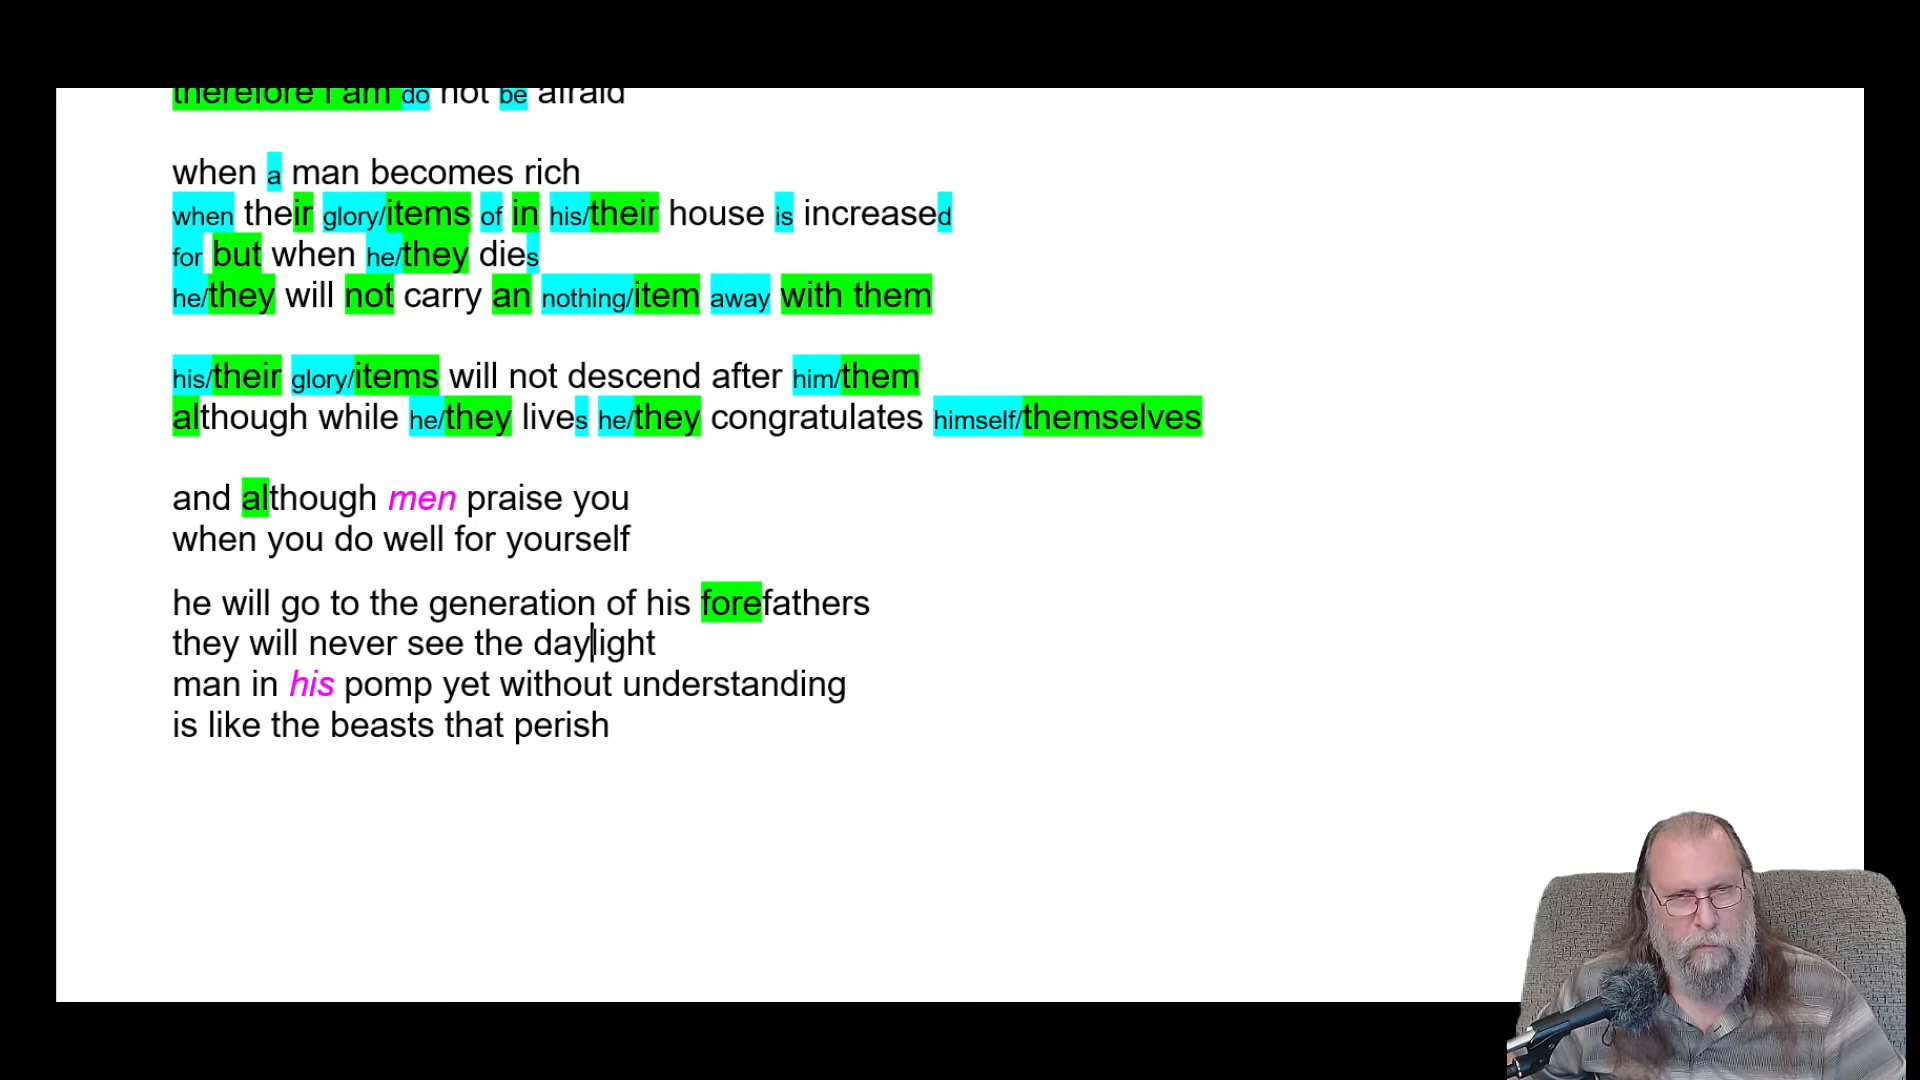 therefore I am do not be afraid
when a man becomes rich
when their glory/items of in his/their house is increased
for but when he/they dies
he/they will not carry an nothing/item away with them
his/their glory/items will not descend after him/them
although while he/they lives he/they congratulates himself/themselves
and although men praise you
when you do well for yourself
he will go to the generation of his forefathers
they will never see the daylight
man in his pomp yet without understanding
is like the beasts that perish